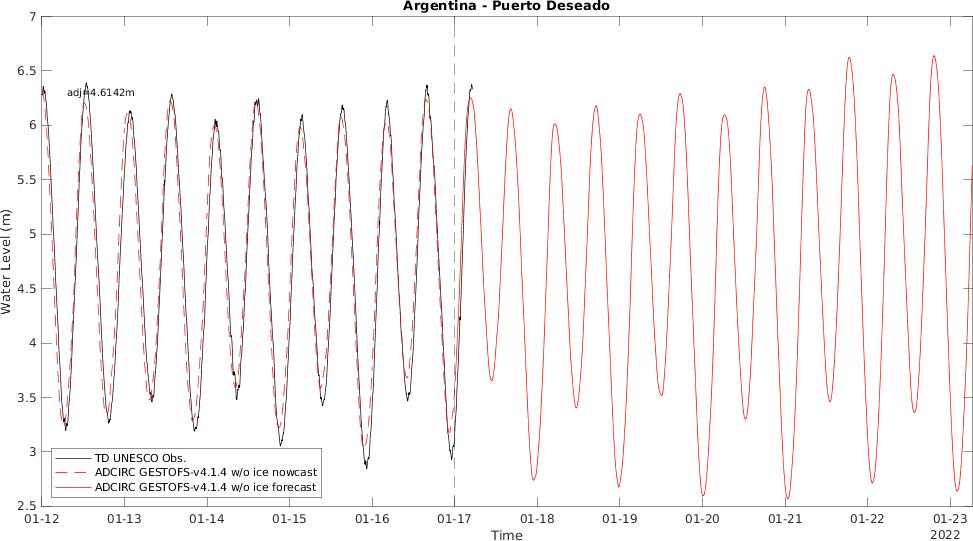 Argentina - Puerto Deseado
7
6.5
6
5.5
5
4.5
4
3.5
3
2.5
Water Level (m)
adj=4.6142m
TD UNESCO Obs.
ADCIRC GESTOFS-v4.1.4 w/o ice nowcast
ADCIRC GESTOFS-v4.1.4 w/o ice forecast
01-12 01-13 01-14 01-15 01-16 01-17 01-18 01-19 01-20 01-21 01-22 01-23
2022
Time